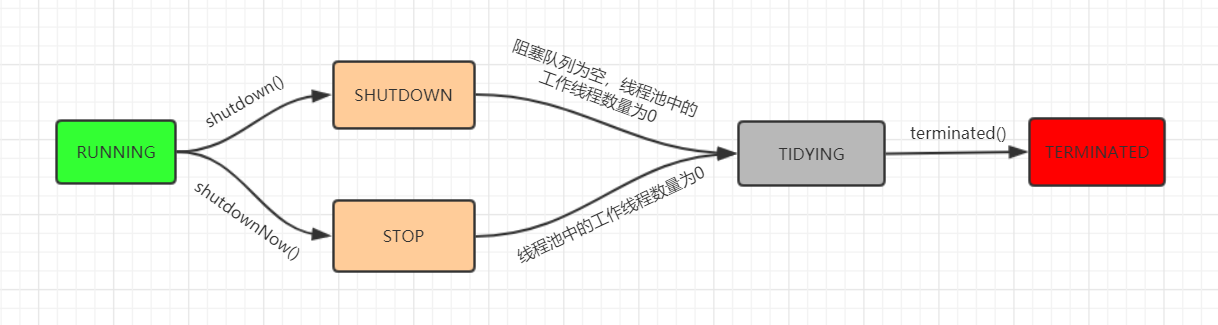 RUNNING
shutdown()
shutdownNow()
SHUTDOWN
STOP
阻塞队列为空，线程池中的
工作线程数量为0
线程池中的工作线程数量为0
TIDYING
terminated()
TERMINATED